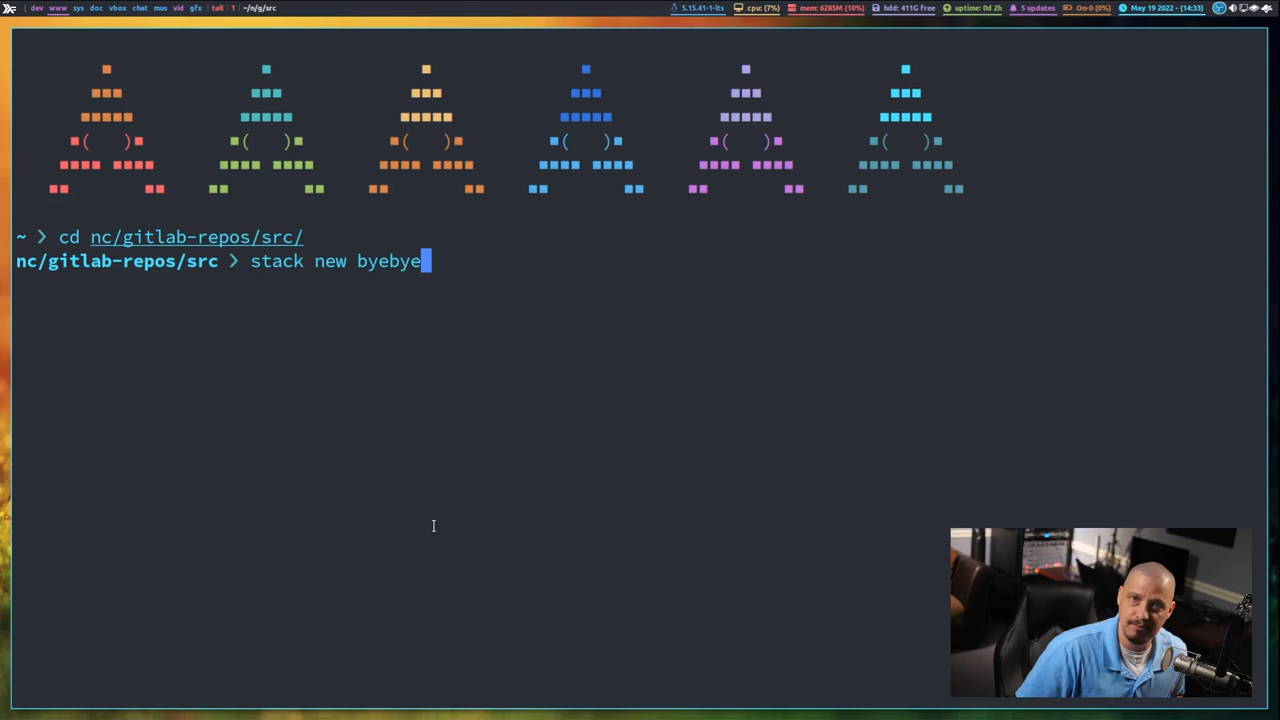 dev www sys doc vbox chat mus vid gfx | tall | 1 | ~/n/g/src
5.15.41-1-lts cpu: (7%) mem: 6285M (10%) hdd: 411G free uptime: 0d 2h 5 updates On-0 (0%) May 19 2022 - (14:33)
~ > cd nc/gitlab-repos/src/
nc/gitlab-repos/src > stack new byebye